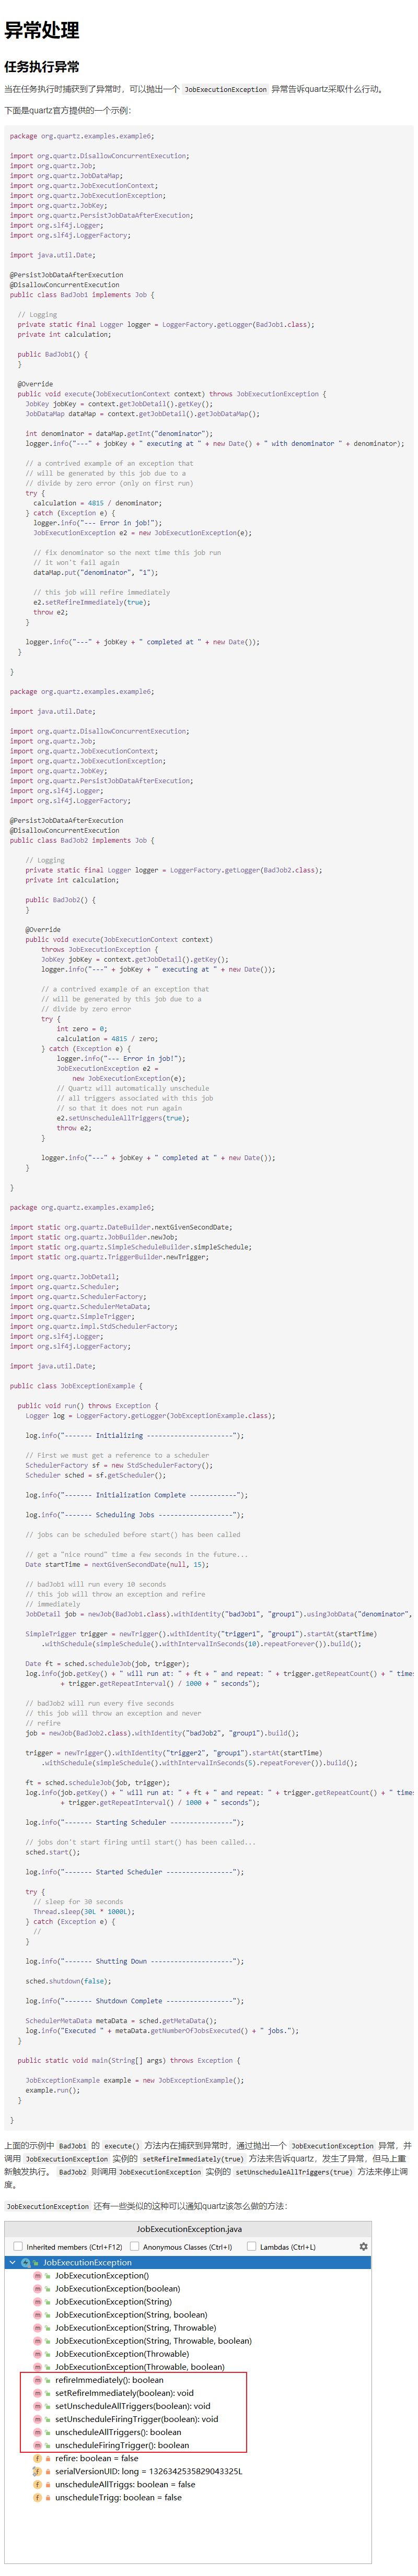 异常处理
任务执行异常
当在任务执行时捕获到了异常时，可以抛出一个 JobExecutionException 异常告诉quartz采取什么行动。
下面是quartz官方提供的一个示例：
package org.quartz.examples.example6;
import org.quartz.DisallowConcurrentExecution;
import org.quartz.Job;
import org.quartz.JobDataMap;
import org.quartz.JobExecutionContext;
import org.quartz.JobExecutionException;
import org.quartz.JobKey;
import org.quartz.PersistJobDataAfterExecution;
import org.slf4j.Logger;
import org.slf4j.LoggerFactory;
import java.util.Date;
@PersistJobDataAfterExecution
@DisallowConcurrentExecution
public class BadJob1 implements Job {
// Logging
private static final Logger logger = LoggerFactory.getLogger(BadJob1.class);
private int calculation;
public BadJob1() {
}
@Override
public void execute(JobExecutionContext context) throws JobExecutionException {
JobKey jobKey = context.getJobDetail().getKey();
JobDataMap dataMap = context.getJobDetail().getJobDataMap();
int denominator = dataMap.getInt("denominator");
logger.info("---" + jobKey + " executing at " + new Date() + " with denominator " + denominator);
// a contrived example of an exception that
// will be generated by this job due to a
// divide by zero error (only on first run)
try {
calculation = 4815 / denominator;
} catch (Exception e) {
logger.info("--- Error in job!");
JobExecutionException e2 = new JobExecutionException(e);
// fix denominator so the next time this job run
// it won't fail again
dataMap.put("denominator", "1");
// this job will refire immediately
e2.setRefireImmediately(true);
throw e2;
}
logger.info("---" + jobKey + " completed at " + new Date());
}
}
package org.quartz.examples.example6;
import java.util.Date;
import org.quartz.DisallowConcurrentExecution;
import org.quartz.Job;
import org.quartz.JobExecutionContext;
import org.quartz.JobExecutionException;
import org.quartz.JobKey;
import org.quartz.PersistJobDataAfterExecution;
import org.slf4j.Logger;
import org.slf4j.LoggerFactory;
@PersistJobDataAfterExecution
@DisallowConcurrentExecution
public class BadJob2 implements Job {
// Logging
private static final Logger logger = LoggerFactory.getLogger(BadJob2.class);
private int calculation;
public BadJob2() {
}
@Override
public void execute(JobExecutionContext context)
throws JobExecutionException {
JobKey jobKey = context.getJobDetail().getKey();
logger.info("---" + jobKey + " executing at " + new Date());
// a contrived example of an exception that
// will be generated by this job due to a
// divide by zero error
try {
int zero = 0;
calculation = 4815 / zero;
} catch (Exception e) {
logger.info("--- Error in job!");
JobExecutionException e2 =
new JobExecutionException(e);
// Quartz will automatically unschedule
// all triggers associated with this job
// so that it does not run again
e2.setUnscheduleAllTriggers(true);
throw e2;
}
logger.info("---" + jobKey + " completed at " + new Date());
}
}
package org.quartz.examples.example6;
import static org.quartz.DateBuilder.nextGivenSecondDate;
import static org.quartz.JobBuilder.newJob;
import static org.quartz.SimpleScheduleBuilder.simpleSchedule;
import static org.quartz.TriggerBuilder.newTrigger;
import org.quartz.JobDetail;
import org.quartz.Scheduler;
import org.quartz.SchedulerFactory;
import org.quartz.SchedulerMetaData;
import org.quartz.SimpleTrigger;
import org.quartz.impl.StdSchedulerFactory;
import org.slf4j.Logger;
import org.slf4j.LoggerFactory;
import java.util.Date;
public class JobExceptionExample {
public void run() throws Exception {
Logger log = LoggerFactory.getLogger(JobExceptionExample.class);
log.info("------- Initializing ----------------------");
// First we must get a reference to a scheduler
SchedulerFactory sf = new StdSchedulerFactory();
Scheduler sched = sf.getScheduler();
log.info("------- Initialization Complete ------------");
log.info("------- Scheduling Jobs -------------------");
// jobs can be scheduled before start() has been called
// get a "nice round" time a few seconds in the future...
Date startTime = nextGivenSecondDate(null, 15);
// badJob1 will run every 10 seconds
// this job will throw an exception and refire
// immediately
JobDetail job = newJob(BadJob1.class).withIdentity("badJob1", "group1").usingJobData("denominator",
SimpleTrigger trigger = newTrigger().withIdentity("trigger1", "group1").startAt(startTime)
.withSchedule(simpleSchedule().withIntervalInSeconds(10).repeatForever()).build();
Date ft = sched.scheduleJob(job, trigger);
log.info(job.getKey() + " will run at: " + ft + " and repeat: " + trigger.getRepeatCount() + " times
+ trigger.getRepeatInterval() / 1000 + " seconds");
// badJob2 will run every five seconds
// this job will throw an exception and never
// refire
job = newJob(BadJob2.class).withIdentity("badJob2", "group1").build();
trigger = newTrigger().withIdentity("trigger2", "group1").startAt(startTime)
.withSchedule(simpleSchedule().withIntervalInSeconds(5).repeatForever()).build();
ft = sched.scheduleJob(job, trigger);
log.info(job.getKey() + " will run at: " + ft + " and repeat: " + trigger.getRepeatCount() + " times
+ trigger.getRepeatInterval() / 1000 + " seconds");
log.info("------- Starting Scheduler ----------------");
// jobs don't start firing until start() has been called...
sched.start();
log.info("------- Started Scheduler -----------------");
try {
// sleep for 30 seconds
Thread.sleep(30L * 1000L);
} catch (Exception e) {
//
}
log.info("------- Shutting Down ---------------------");
sched.shutdown(false);
log.info("------- Shutdown Complete -----------------");
SchedulerMetaData metaData = sched.getMetaData();
log.info("Executed " + metaData.getNumberOfJobsExecuted() + " jobs.");
}
public static void main(String[] args) throws Exception {
JobExceptionExample example = new JobExceptionExample();
example.run();
}
}
上面的示例中 BadJob1 的 execute() 方法内在捕获到异常时，通过抛出一个 JobExecutionException 异常，并
调用 JobExecutionException 实例的 setRefireImmediately(true) 方法来告诉quartz，发生了异常，但马上重
新触发执行。 BadJob2 则调用 JobExecutionException 实例的 setUnscheduleAllTriggers(true) 方法来停止调
度。
JobExecutionException 还有一些类似的这种可以通知quartz该怎么做的方法：
JobExecutionException.java
Inherited members (Ctrl+F12) Anonymous Classes (Ctrl+I) Lambdas (Ctrl+L)
JobExecutionException
JobExecutionException()
JobExecutionException(boolean)
JobExecutionException(String)
JobExecutionException(String, boolean)
JobExecutionException(String, Throwable)
JobExecutionException(String, Throwable, boolean)
JobExecutionException(Throwable)
JobExecutionException(Throwable, boolean)
refireImmediately(): boolean
setRefireImmediately(boolean): void
setUnscheduleAllTriggers(boolean): void
setUnscheduleFiringTrigger(boolean): void
unscheduleAllTriggers(): boolean
unscheduleFiringTrigger(): boolean
refire: boolean = false
serialVersionUID: long = 1326342535829043325L
unscheduleAllTriggs: boolean = false
unscheduleTrigg: boolean = false